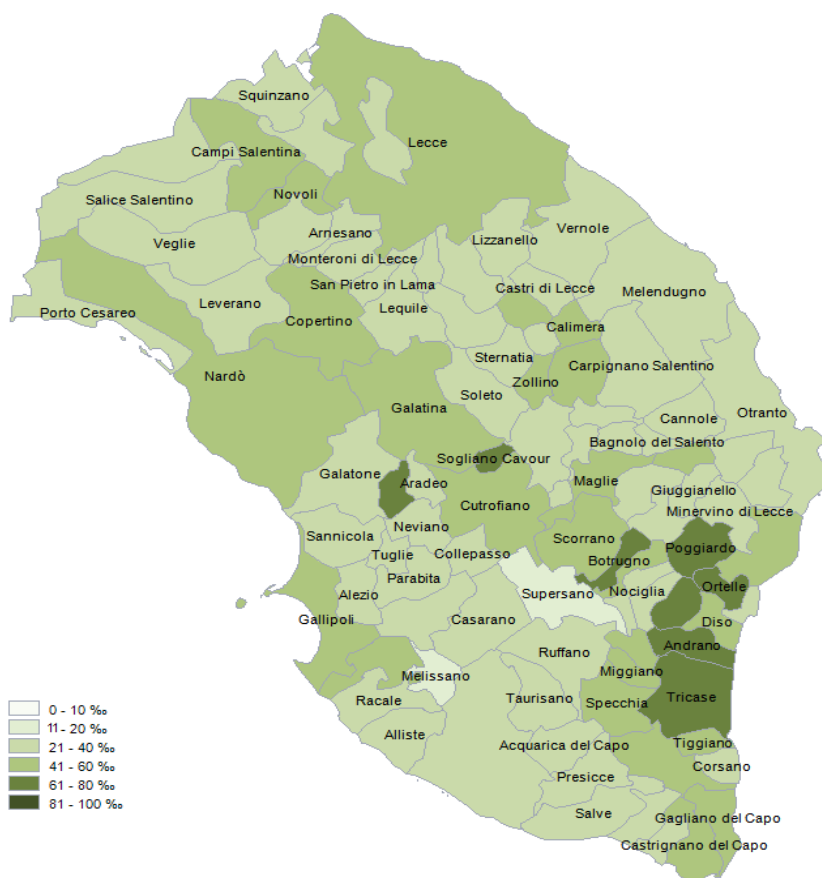 Squinzano
Lecce
Campi Salentina
Novoli
Salice Salentino
Vernole
Arnesano
Lizzanello
Veglie
Monteroni di Lecce
San Pietro in Lama
Castri di Lecce
Melendugno
Leverano
Lequile
Porto Cesareo
Copertino
Calimera
Sternatia
Carpignano Salentino
Nardò
Zollino
Soleto
Galatina
Otranto
Cannole
Bagnolo del Salento
Sogliano Cavour
Galatone
Aradeo
Maglie
Giuggianello
Cutrofiano
Minervino di Lecce
Neviano
Sannicola
Scorrano
Poggiardo
Tuglie
Collepasso
Botrugno
Parabita
Ortelle
Alezio
Supersano
Nociglia
Gallipoli
Casarano
Diso
Andrano
Ruffano
Miggiano
Melissano
Tricase
Racale
Taurisano
Specchia
Alliste
Acquarica del Capo
Tiggiano
Corsano
Presicce
Salve
Gagliano del Capo
Castrignano del Capo
0 - 10 ‰
11 - 20 ‰
21 - 40 ‰
41 - 60 ‰
61 - 80 ‰
81 - 100 ‰